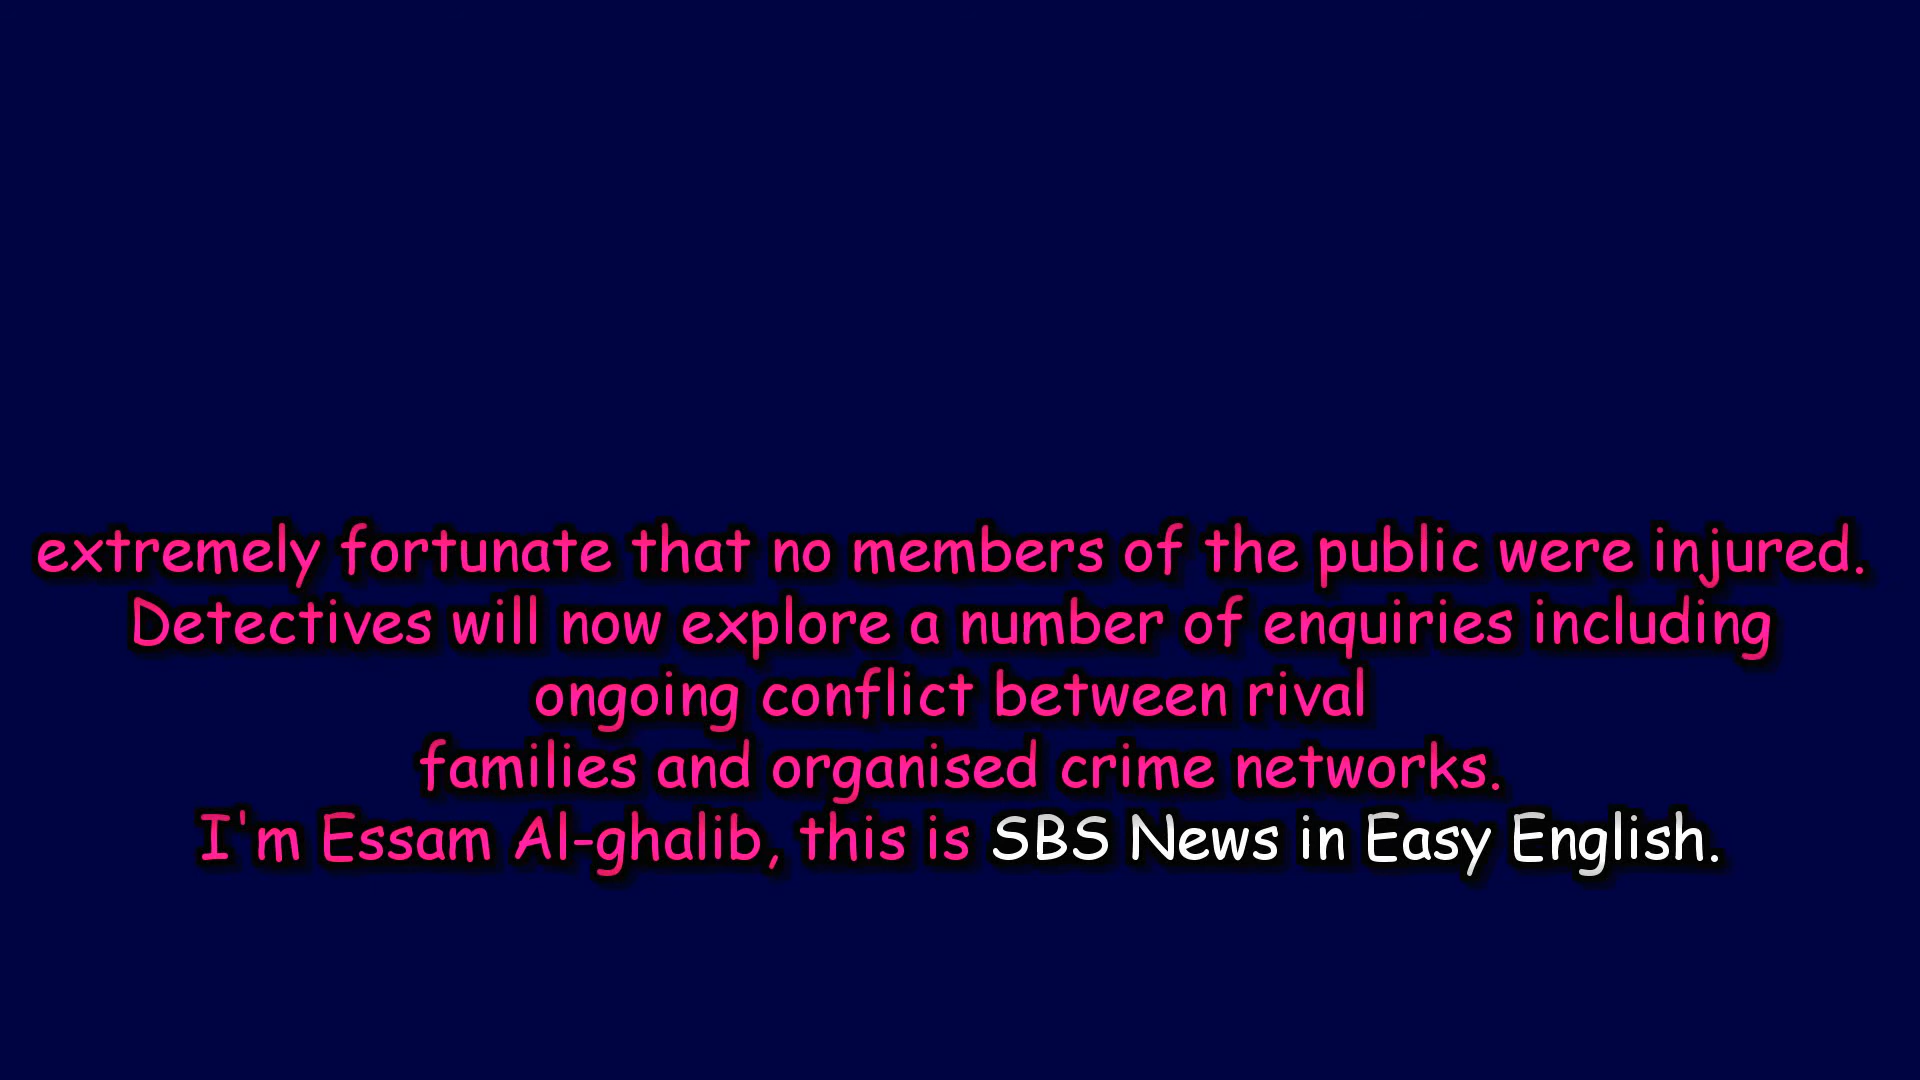 extremely fortunate that no members of the public were injured.
Detectives will now explore a number of enquiries including
ongoing conflict between rival
families and organised crime networks.
I'm Essam Al-ghalib, this is SBS News in Easy English.